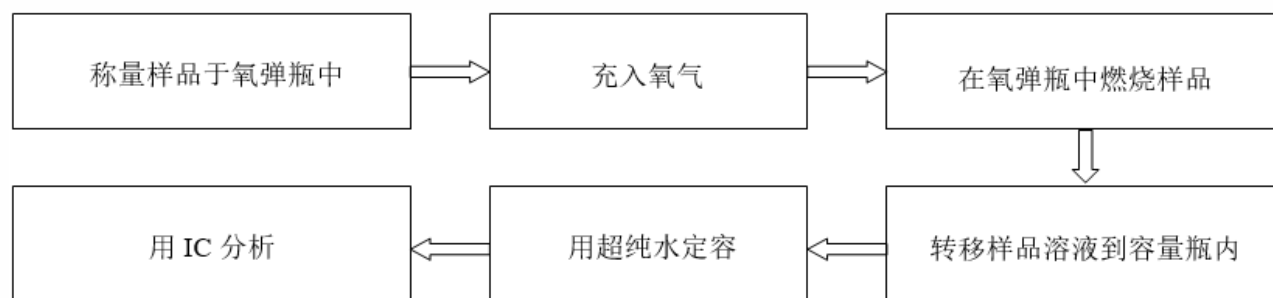 称量样品于氧弹瓶中
充入氧气
在氧弹瓶中燃烧样品
转移样品溶液到容量瓶内
用超纯水定容
用 IC 分析